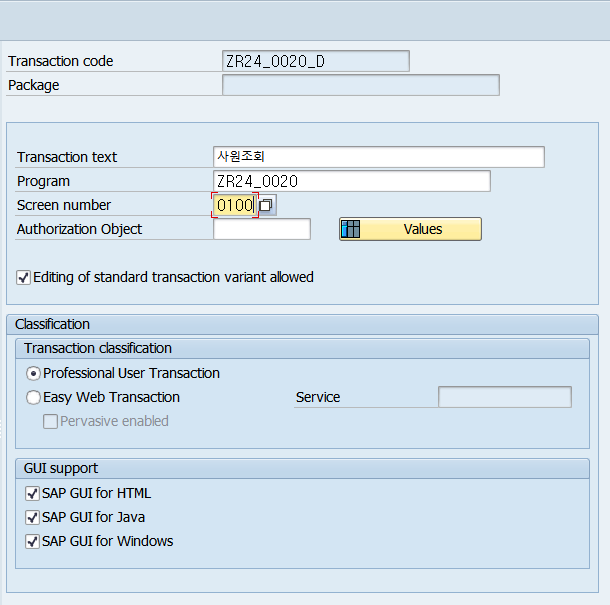 Transaction code ZR24_0020_D
Package
Transaction text 사원조회
Program ZR24_0020
Screen number 0100
Authorization Object Values
Editing of standard transaction variant allowed
Classification
Transaction classification
Professional User Transaction
Easy Web Transaction Service
Pervasive enabled
GUI support
SAP GUI for HTML
SAP GUI for Java
SAP GUI for Windows